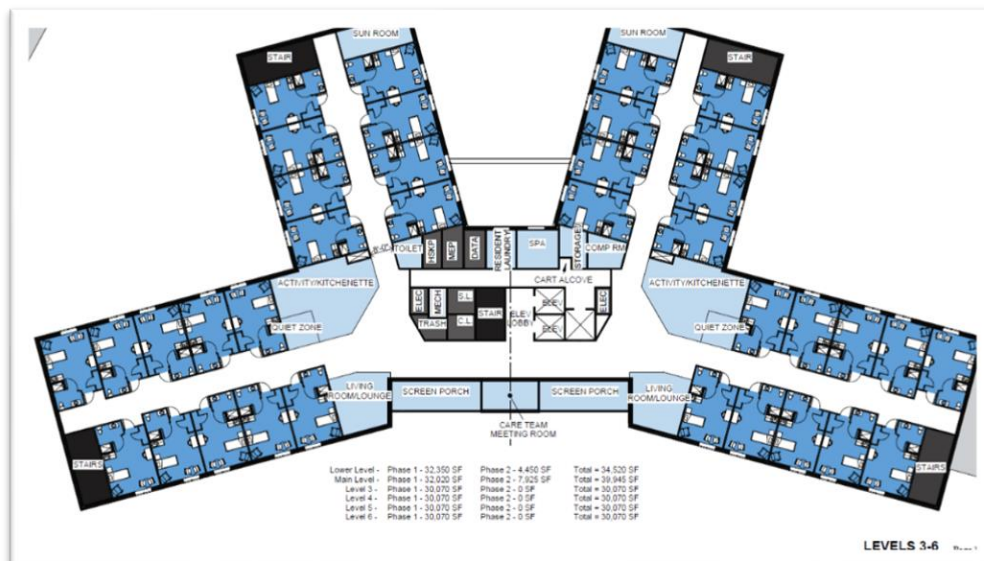 SUN ROOM
SUN ROOM
STAIR
STAIR
TOILET
HSKP
MEP
DATA
RESIDENT LAUNDRY
SPA
STORAGE
COMP RM
CART ALCOVE
ACTIVITY/KITCHENETTE
ACTIVITY/KITCHENETTE
ELEC
MECH
S.L.
C.L.
TRASH
STAIR
ELEV
LOBBY
ELEV
ELEV
ELEC
QUIET ZONE
QUIET ZONE
LIVING
ROOM/LOUNGE
SCREEN PORCH
SCREEN PORCH
LIVING
ROOM/LOUNGE
CARE TEAM
MEETING ROOM
STAIRS
STAIRS
Lower Level - Phase 1 - 32,350 SF Phase 2 - 4,450 SF Total = 34,520 SF
Main Level - Phase 1 - 32,020 SF Phase 2 - 7,925 SF Total = 39,945 SF
Level 3 - Phase 1 - 30,070 SF Phase 2 - 0 SF Total = 30,070 SF
Level 4 - Phase 1 - 30,070 SF Phase 2 - 0 SF Total = 30,070 SF
Level 5 - Phase 1 - 30,070 SF Phase 2 - 0 SF Total = 30,070 SF
Level 6 - Phase 1 - 30,070 SF Phase 2 - 0 SF Total = 30,070 SF
LEVELS 3-6